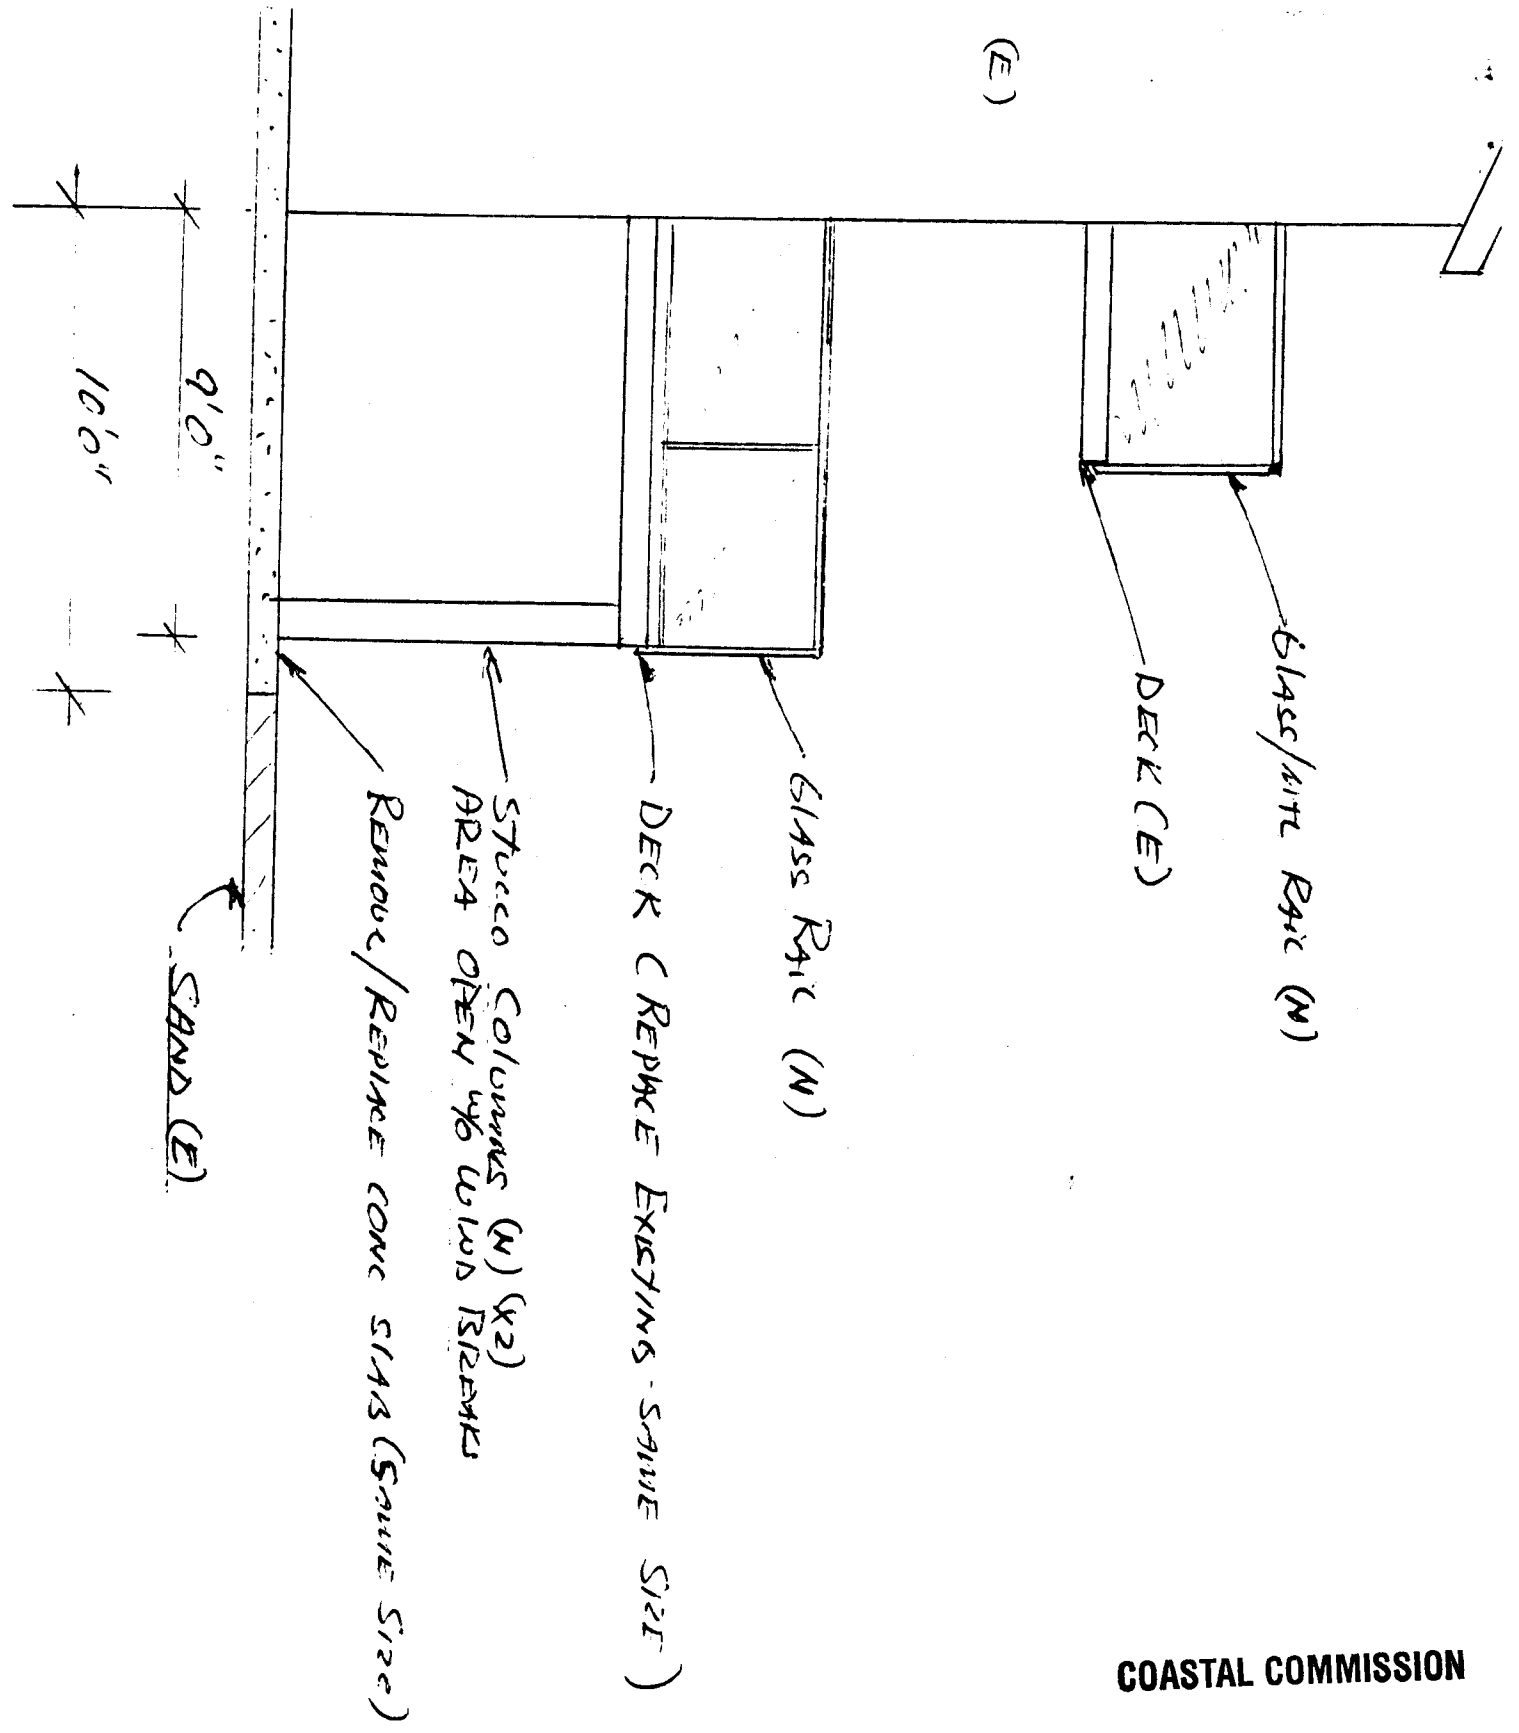 (E)
Glass/mtl Rail (N)
DECK (E)
Glass Rail (N)
DECK (REPLACE EXISTING - SAME SIZE)
STUCCO COLUMNS (N) (x2)
AREA OPEN w/o WIND BREAKS
REMOVE/REPLACE CONC SLAB (SAME SIZE)
SAND (E)
9'0"
10'0"
COASTAL COMMISSION